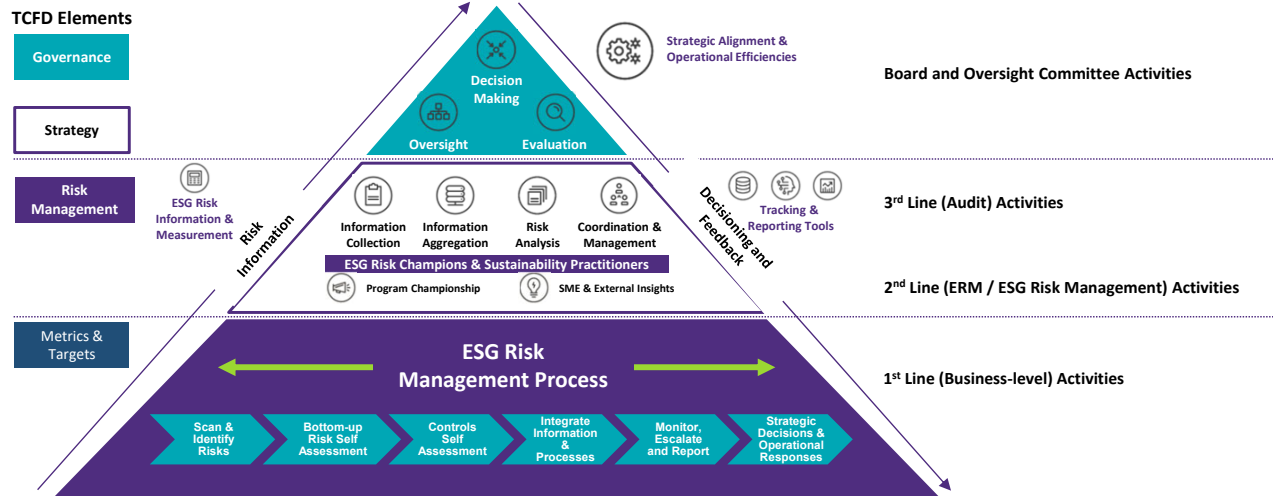 TCFD Elements
Governance
Strategy
Risk
Management
Metrics &
Targets
Decision
Making
Oversight
Evaluation
Strategic Alignment &
Operational Efficiencies
Board and Oversight Committee Activities
ESG Risk
Information &
Measurement
Risk
Information
Information
Collection
Information
Aggregation
Risk
Analysis
Coordination &
Management
ESG Risk Champions & Sustainability Practitioners
Program Championship
SME & External Insights
Decisioning and
Feedback
Tracking &
Reporting Tools
3rd Line (Audit) Activities
2nd Line (ERM / ESG Risk Management) Activities
ESG Risk
Management Process
1st Line (Business-level) Activities
Scan &
Identify
Risks
Bottom-up
Risk Self
Assessment
Controls
Self
Assessment
Integrate
Information
&
Processes
Monitor,
Escalate
and Report
Strategic
Decisions &
Operational
Responses